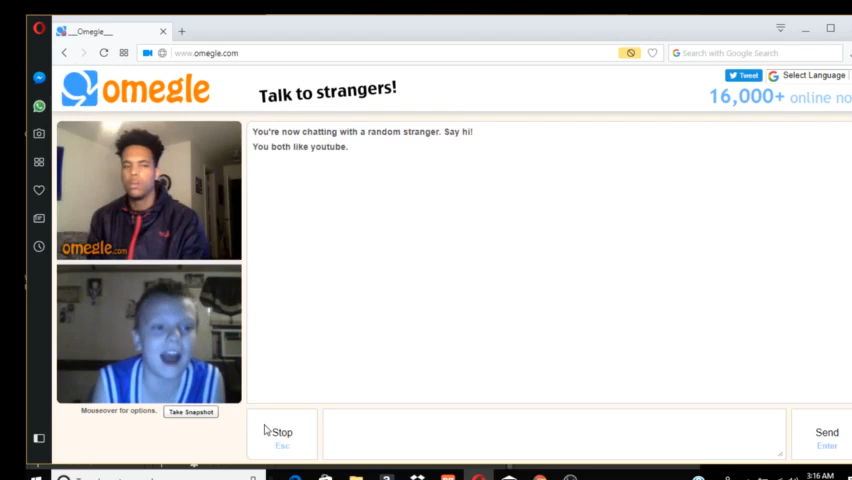 __Omegle__
www.omegle.com
Search with Google Search
omegle
Talk to strangers!
Tweet
Select Language
16,000+ online no
You're now chatting with a random stranger. Say hi!
You both like youtube.
omegle.com
Mouseover for options.
Take Snapshot
Stop
Esc
Send
Enter
3:16 AM